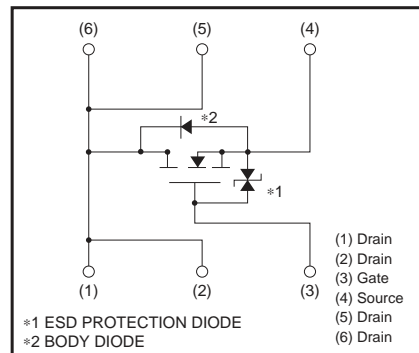 (6) (5) (4)
∗2
∗1
(1) Drain
(2) Drain
(3) Gate
(4) Source
(5) Drain
(6) Drain
(1) (2) (3)
∗1 ESD PROTECTION DIODE
∗2 BODY DIODE